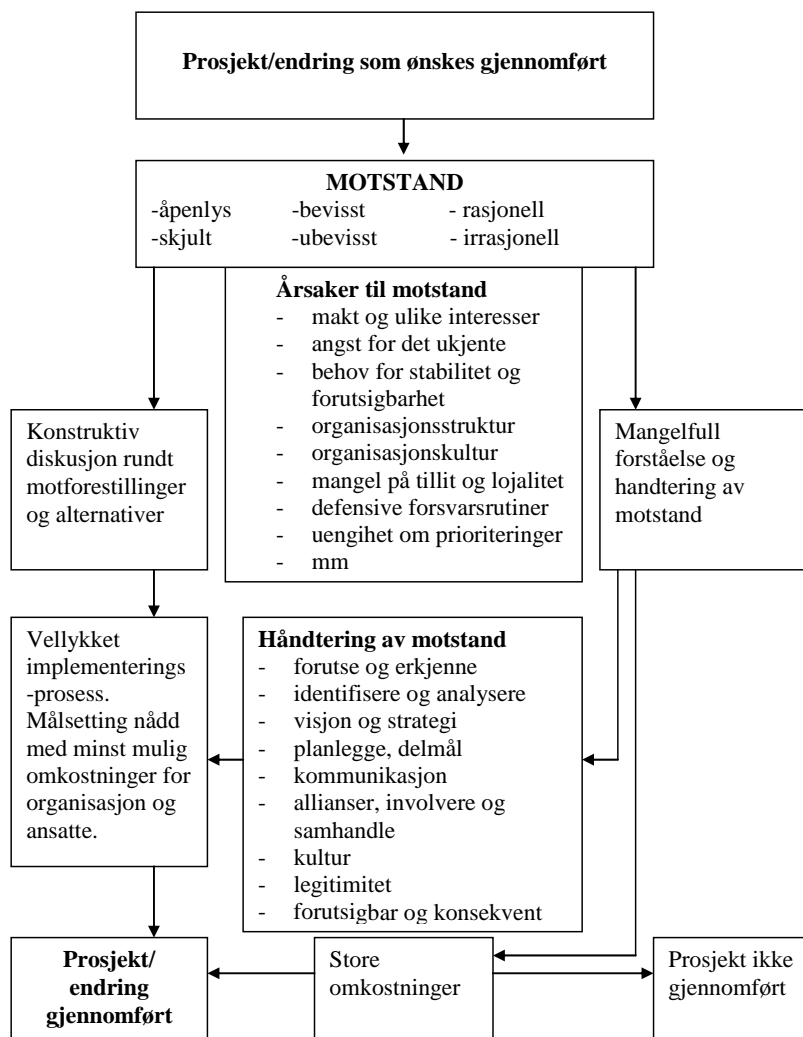 Prosjekt/endring som ønskes gjennomført
MOTSTAND
-åpenlys -bevisst - rasjonell
-skjult -ubevisst - irrasjonell
Årsaker til motstand
- makt og ulike interesser
- angst for det ukjente
- behov for stabilitet og
forutsigbarhet
- organisasjonsstruktur
- organisasjonskultur
- mangel på tillit og lojalitet
- defensive forsvarsrutiner
- uengihet om prioriteringer
- mm
Konstruktiv
diskusjon rundt
motforestillinger
og alternativer
Mangelfull
forståelse og
handtering av
motstand
Vellykket
implementerings
-prosess.
Målsetting nådd
med minst mulig
omkostninger for
organisasjon og
ansatte.
Håndtering av motstand
- forutse og erkjenne
- identifisere og analysere
- visjon og strategi
- planlegge, delmål
- kommunikasjon
- allianser, involvere og
samhandle
- kultur
- legitimitet
- forutsigbar og konsekvent
Prosjekt/
endring
gjennomført
Store
omkostninger
Prosjekt ikke
gjennomført